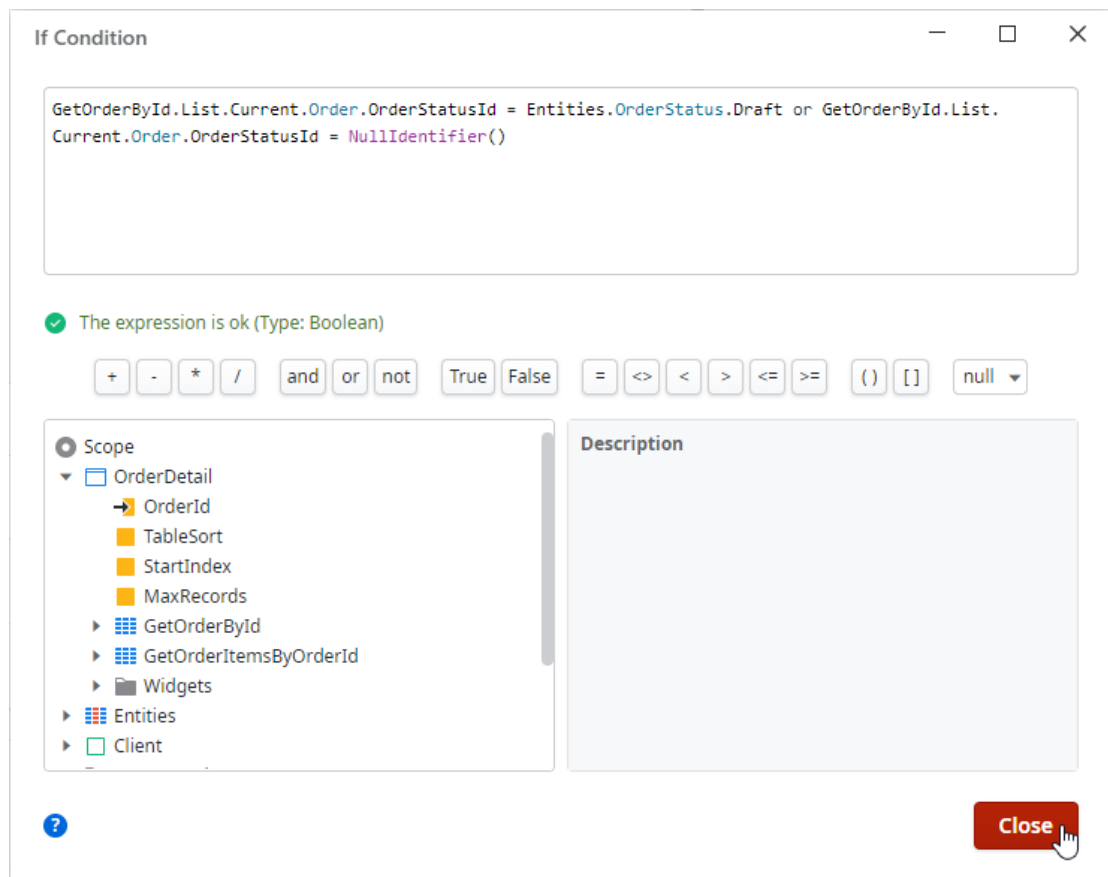 If Condition
GetOrderById.List.Current.Order.OrderStatusId = Entities.OrderStatus.Draft or GetOrderById.List.
Current.Order.OrderStatusId = NullIdentifier()
The expression is ok (Type: Boolean)
+ - * / and or not True False = <> < > <= >= ( ) [ ] null
Scope
Description
OrderDetail
OrderId
TableSort
StartIndex
MaxRecords
GetOrderById
GetOrderItemsByOrderId
Widgets
Entities
Client
?
Close